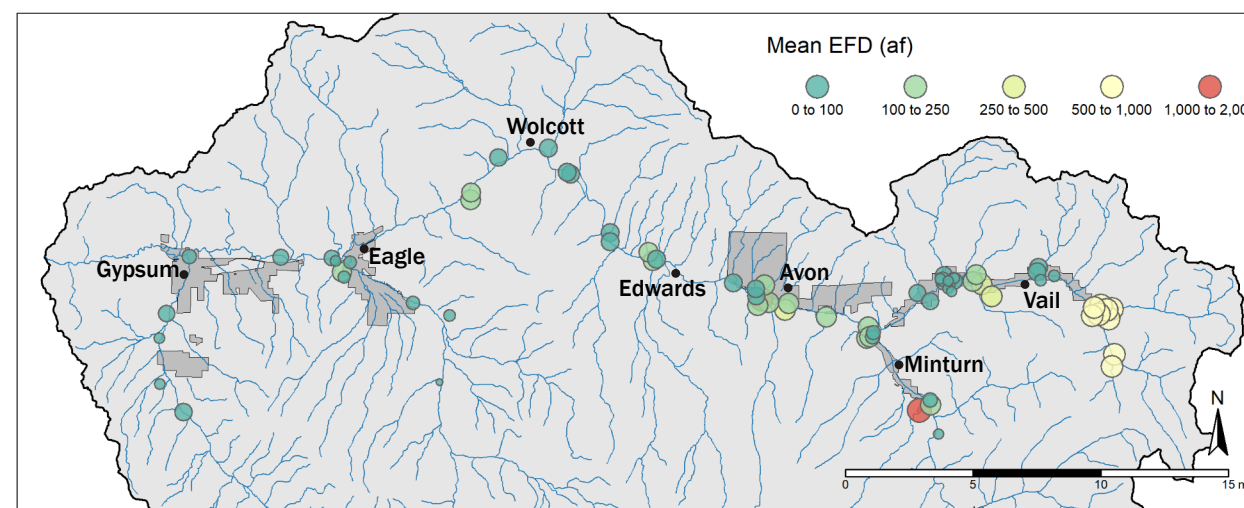 Mean EFD (af)
0 to 100
100 to 250
250 to 500
500 to 1,000
1,000 to 2,00
Wolcott
Eagle
Gypsum
Edwards
Avon
Vail
Minturn
N
0
5
10
15 m